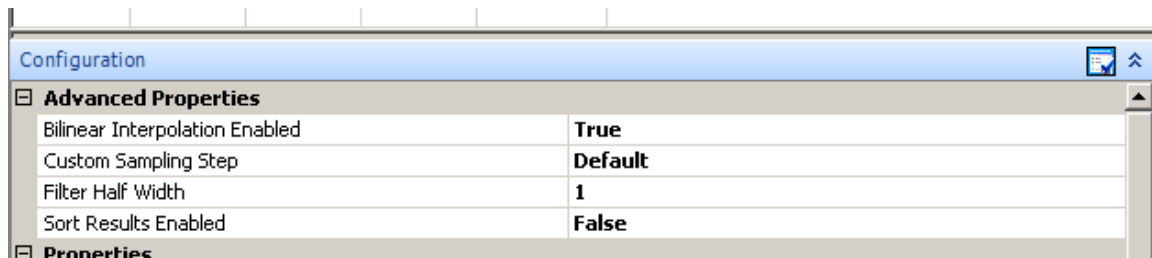 Configuration
Advanced Properties
Bilinear Interpolation Enabled True
Custom Sampling Step Default
Filter Half Width 1
Sort Results Enabled False
Properties